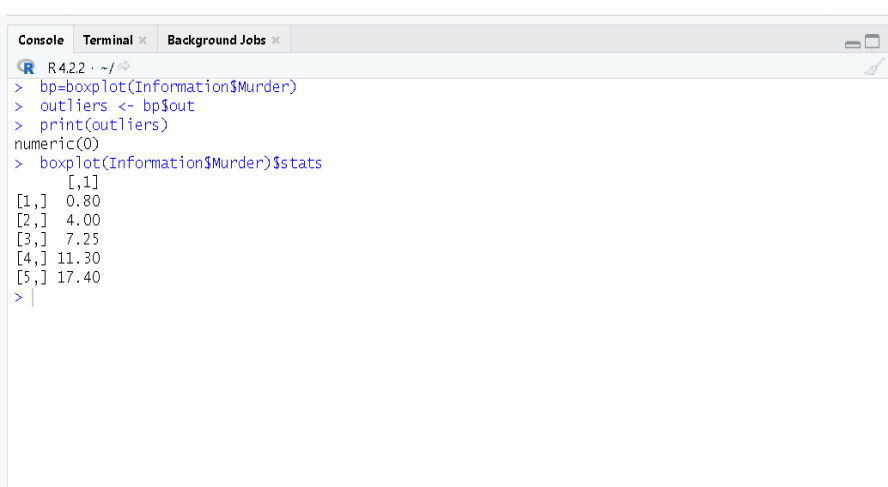 Console Terminal × Background Jobs ×
R R 4.2.2 · ~/
> bp=boxplot(Information$Murder)
> outliers <- bp$out
> print(outliers)
numeric(0)
> boxplot(Information$Murder)$stats
[,1]
[1,] 0.80
[2,] 4.00
[3,] 7.25
[4,] 11.30
[5,] 17.40
>